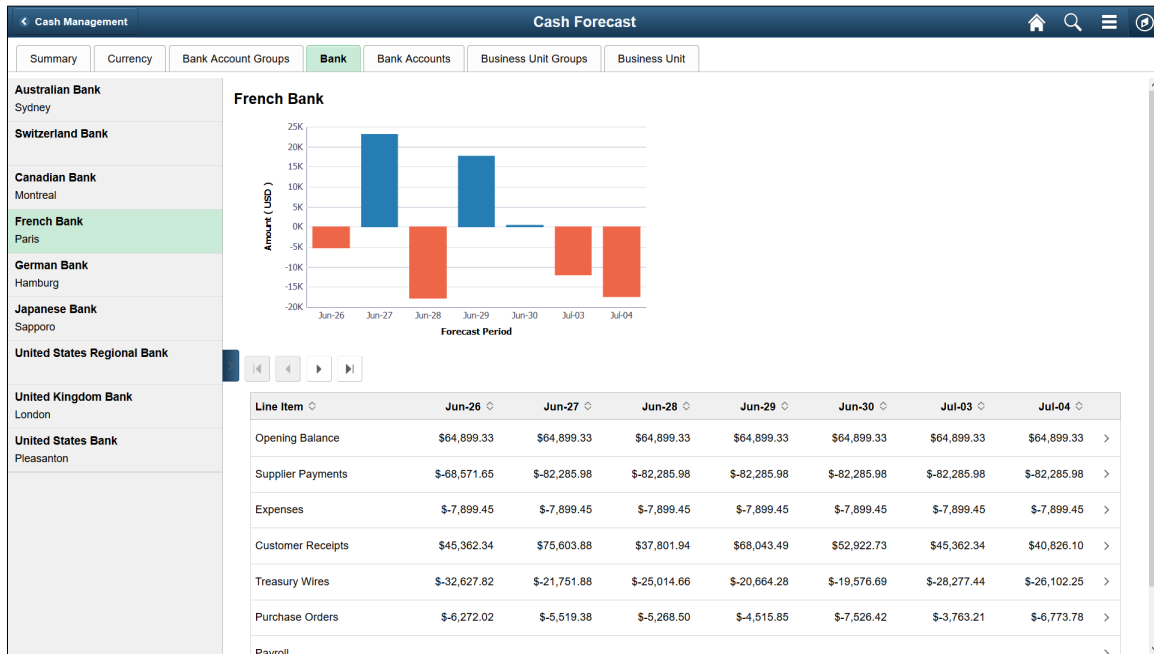 Cash Management
Cash Forecast
Summary Currency Bank Account Groups Bank Bank Accounts Business Unit Groups Business Unit
Australian Bank
Sydney
Switzerland Bank
Canadian Bank
Montreal
French Bank
Paris
German Bank
Hamburg
Japanese Bank
Sapporo
United States Regional Bank
United Kingdom Bank
London
United States Bank
Pleasanton
French Bank
25K
20K
15K
10K
5K
0K
-5K
-10K
-15K
-20K
Amount ( USD )
Jun-26 Jun-27 Jun-28 Jun-29 Jun-30 Jul-03 Jul-04
Forecast Period
Line Item Jun-26 Jun-27 Jun-28 Jun-29 Jun-30 Jul-03 Jul-04
Opening Balance $64,899.33 $64,899.33 $64,899.33 $64,899.33 $64,899.33 $64,899.33 $64,899.33
Supplier Payments $-68,571.65 $-82,285.98 $-82,285.98 $-82,285.98 $-82,285.98 $-82,285.98 $-82,285.98
Expenses $-7,899.45 $-7,899.45 $-7,899.45 $-7,899.45 $-7,899.45 $-7,899.45 $-7,899.45
Customer Receipts $45,362.34 $75,603.88 $37,801.94 $68,043.49 $52,922.73 $45,362.34 $40,826.10
Treasury Wires $-32,627.82 $-21,751.88 $-25,014.66 $-20,664.28 $-19,576.69 $-28,277.44 $-26,102.25
Purchase Orders $-6,272.02 $-5,519.38 $-5,268.50 $-4,515.85 $-7,526.42 $-3,763.21 $-6,773.78
Payroll